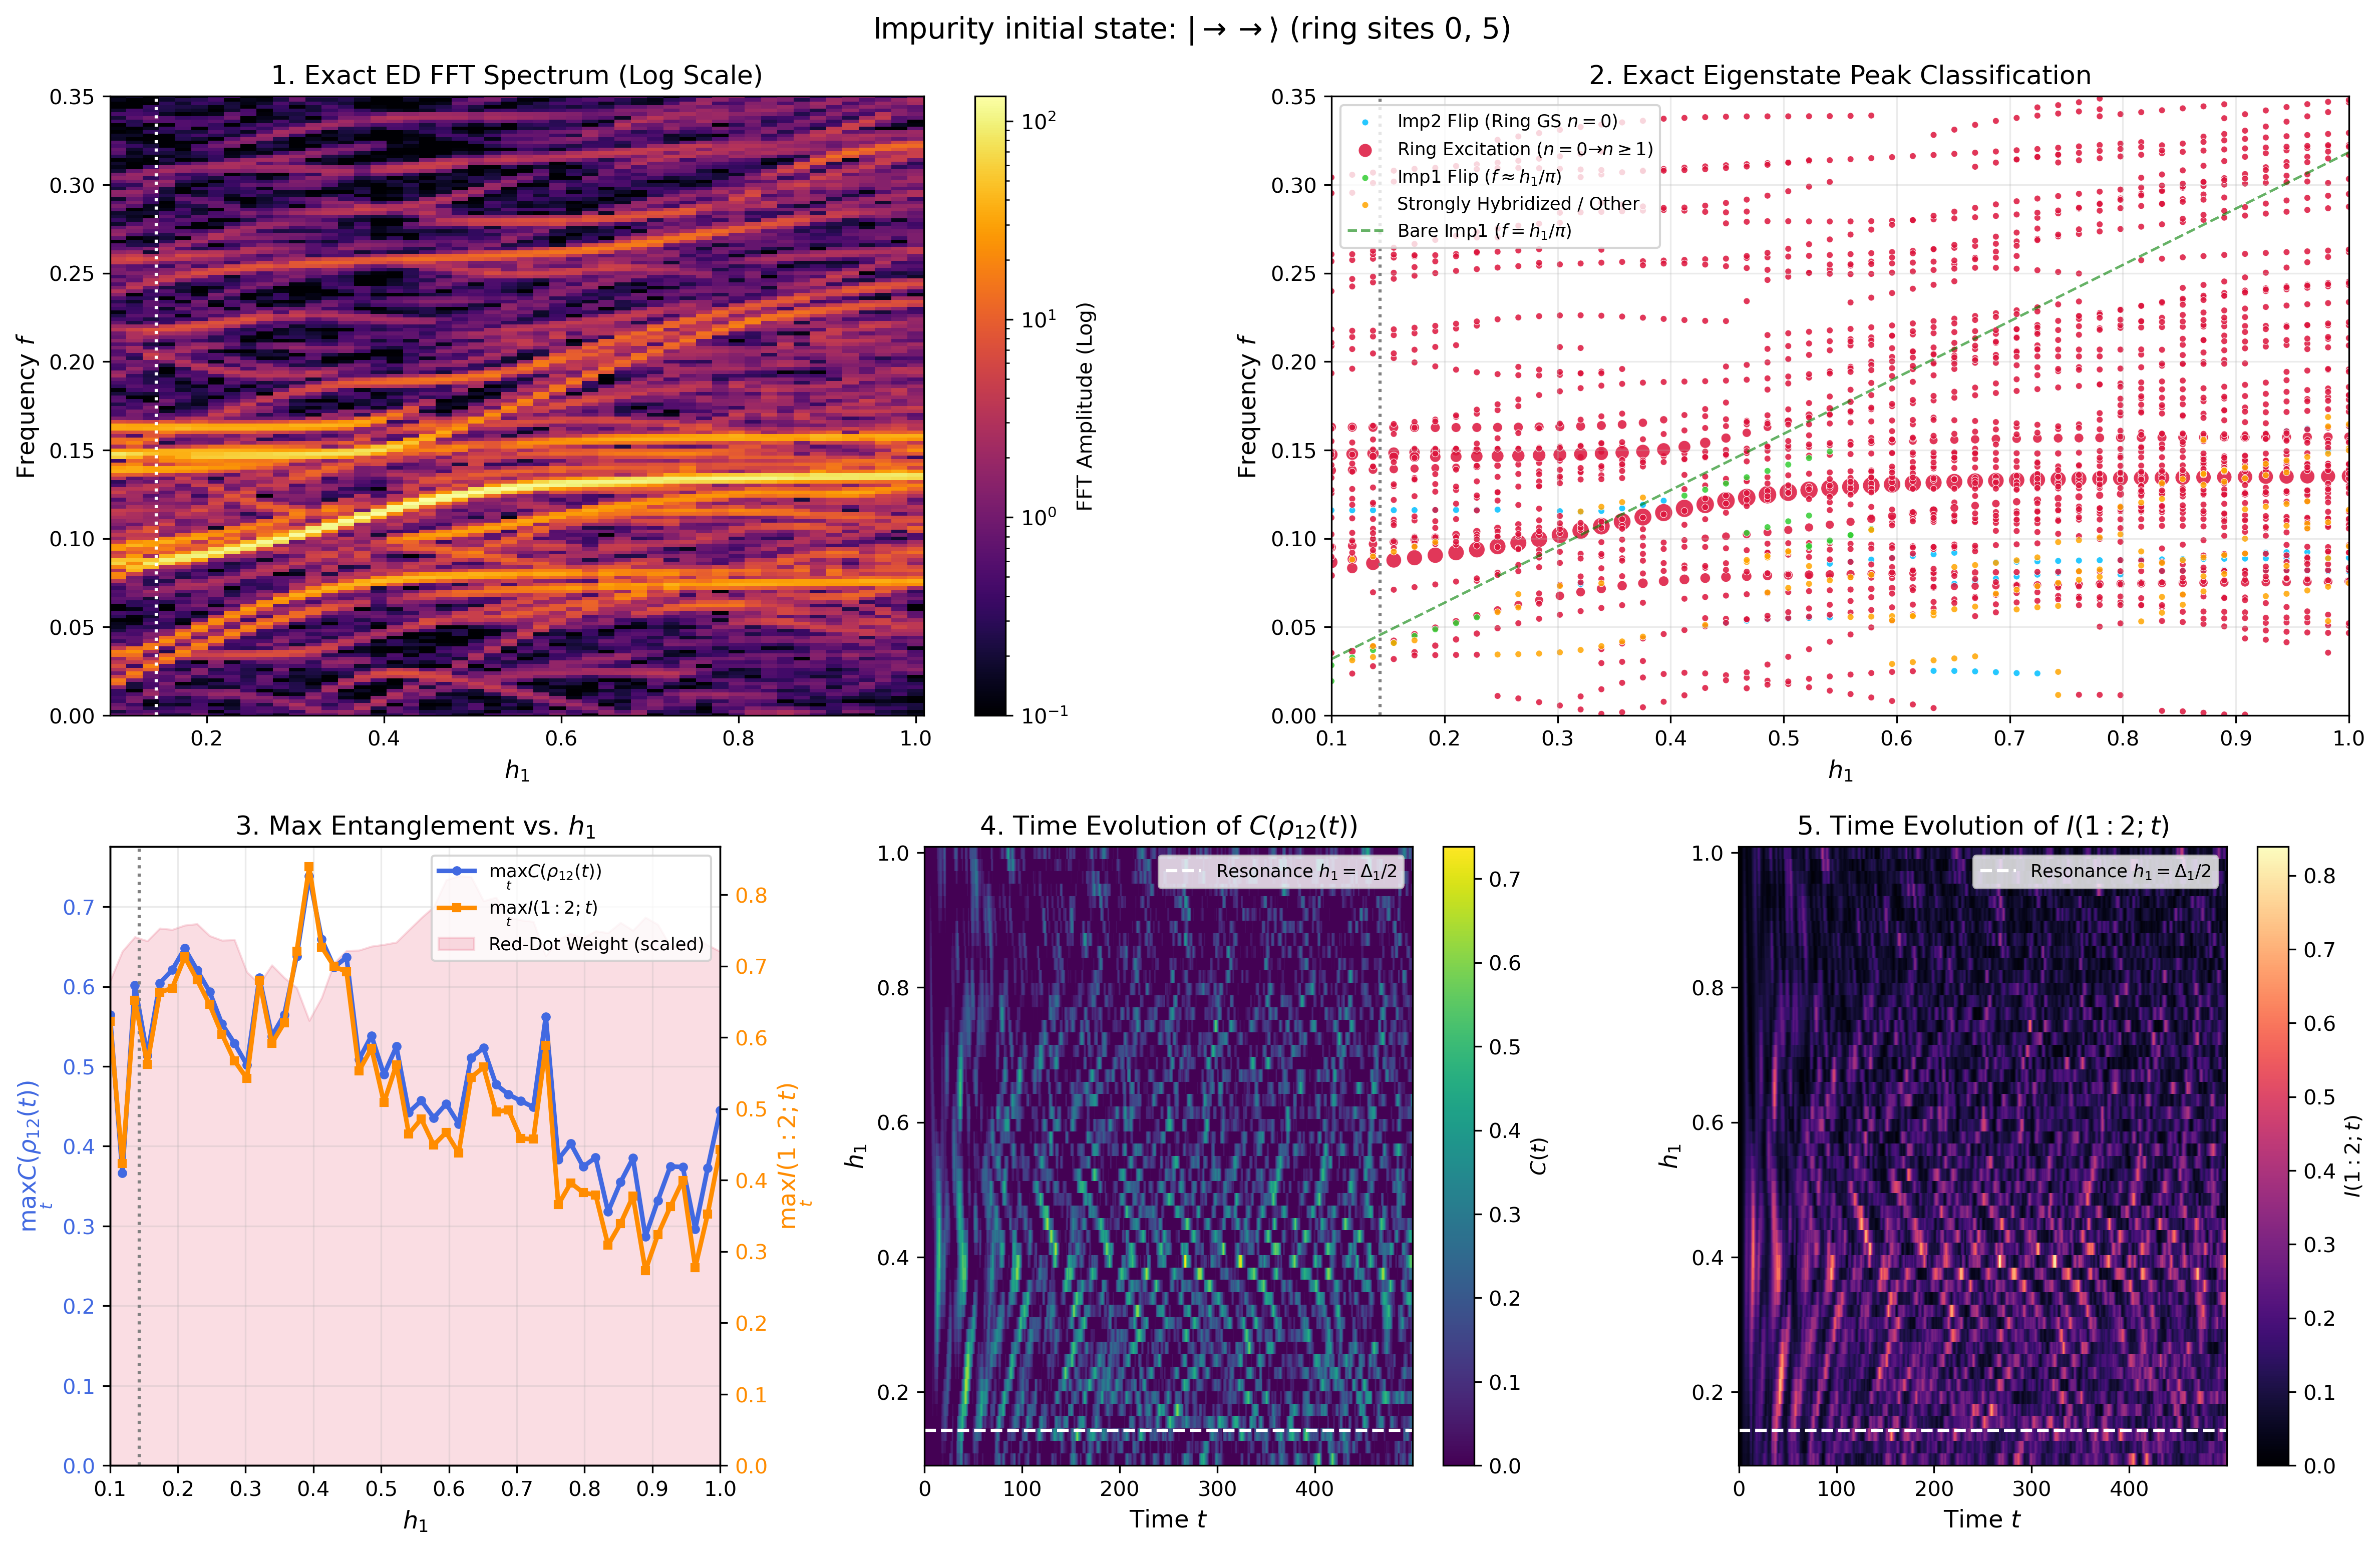 Impurity initial state: |→→⟩ (ring sites 0, 5)
1. Exact ED FFT Spectrum (Log Scale)
0.35
0.30
0.25
0.20
0.15
0.10
0.05
0.00
Frequency f
0.2 0.4 0.6 0.8 1.0
h₁
10²
10¹
10⁰
10⁻¹
FFT Amplitude (Log)
2. Exact Eigenstate Peak Classification
Imp2 Flip (Ring GS n = 0)
Ring Excitation (n = 0→n ≥ 1)
Imp1 Flip (f ≈ h₁/π)
Strongly Hybridized / Other
Bare Imp1 (f = h₁/π)
0.35
0.30
0.25
0.20
0.15
0.10
0.05
0.00
Frequency f
0.1 0.2 0.3 0.4 0.5 0.6 0.7 0.8 0.9 1.0
h₁
3. Max Entanglement vs. h₁
max C(ρ₁₂(t))
t
max I(1 : 2; t)
t
Red-Dot Weight (scaled)
0.7
0.6
0.5
0.4
0.3
0.2
0.1
0.0
max C(ρ₁₂(t))
t
0.8
0.7
0.6
0.5
0.4
0.3
0.2
0.1
0.0
max I(1 : 2; t)
t
0.1 0.2 0.3 0.4 0.5 0.6 0.7 0.8 0.9 1.0
h₁
4. Time Evolution of C(ρ₁₂(t))
Resonance h₁ = Δ₁/2
1.0
0.8
0.6
0.4
0.2
h₁
0 100 200 300 400
Time t
0.7
0.6
0.5
0.4
0.3
0.2
0.1
0.0
C(t)
5. Time Evolution of I(1 : 2; t)
Resonance h₁ = Δ₁/2
1.0
0.8
0.6
0.4
0.2
h₁
0 100 200 300 400
Time t
0.8
0.7
0.6
0.5
0.4
0.3
0.2
0.1
0.0
I(1 : 2; t)